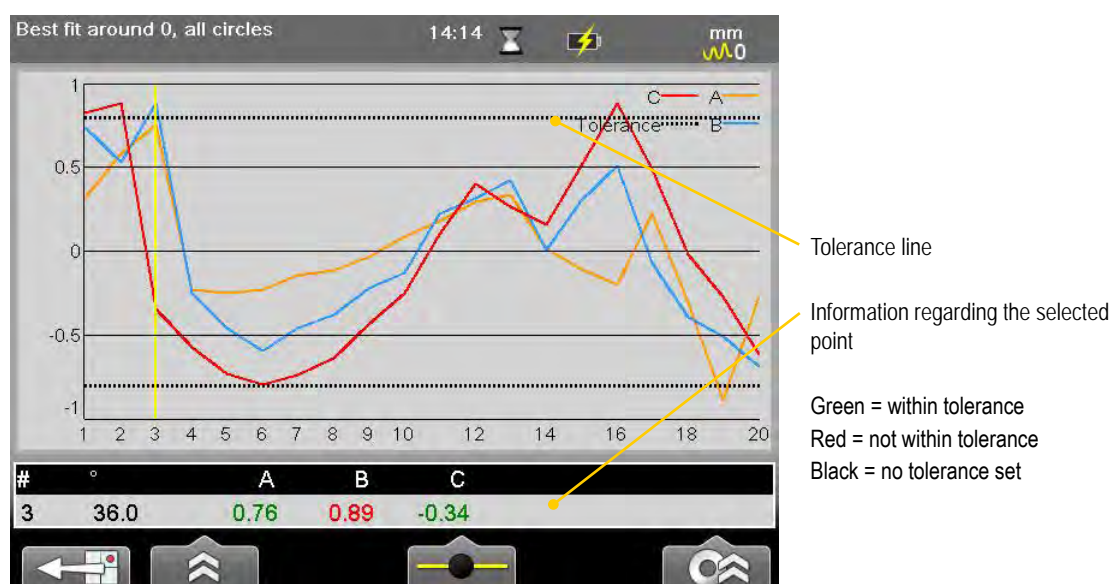 Best fit around 0, all circles 14:14 mm
0
1
C A
Tolerance B
0.5
0
-0.5
-1
1 2 3 4 5 6 7 8 9 10 12 14 16 18 20
Tolerance line
Information regarding the selected
point
Green = within tolerance
Red = not within tolerance
Black = no tolerance set
# ° A B C
3 36.0 0.76 0.89 -0.34